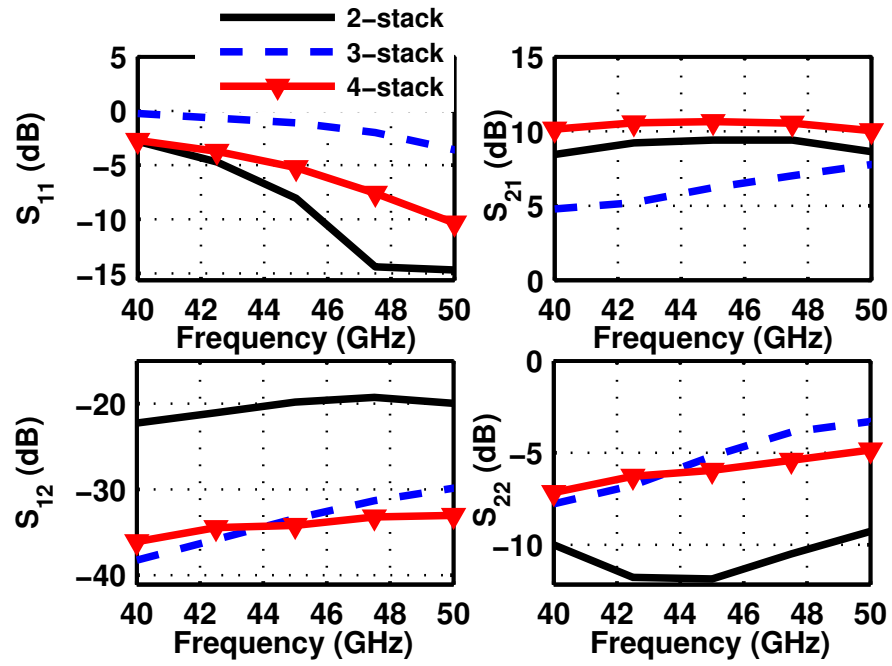 2-stack
3-stack
4-stack
5
0
−5
−10
−15
S11 (dB)
40 42 44 46 48 50
Frequency (GHz)
15
10
5
0
S21 (dB)
40 42 44 46 48 50
Frequency (GHz)
−20
−30
−40
S12 (dB)
40 42 44 46 48 50
Frequency (GHz)
0
−5
−10
S22 (dB)
40 42 44 46 48 50
Frequency (GHz)